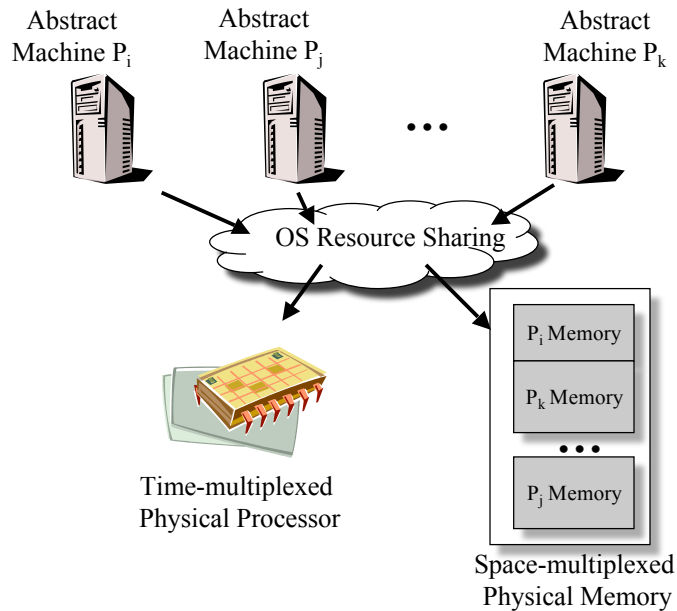 Abstract
Machine Pi
Abstract
Machine Pj
Abstract
Machine Pk
...
OS Resource Sharing
Pi Memory
Pk Memory
...
Pj Memory
Time-multiplexed
Physical Processor
Space-multiplexed
Physical Memory